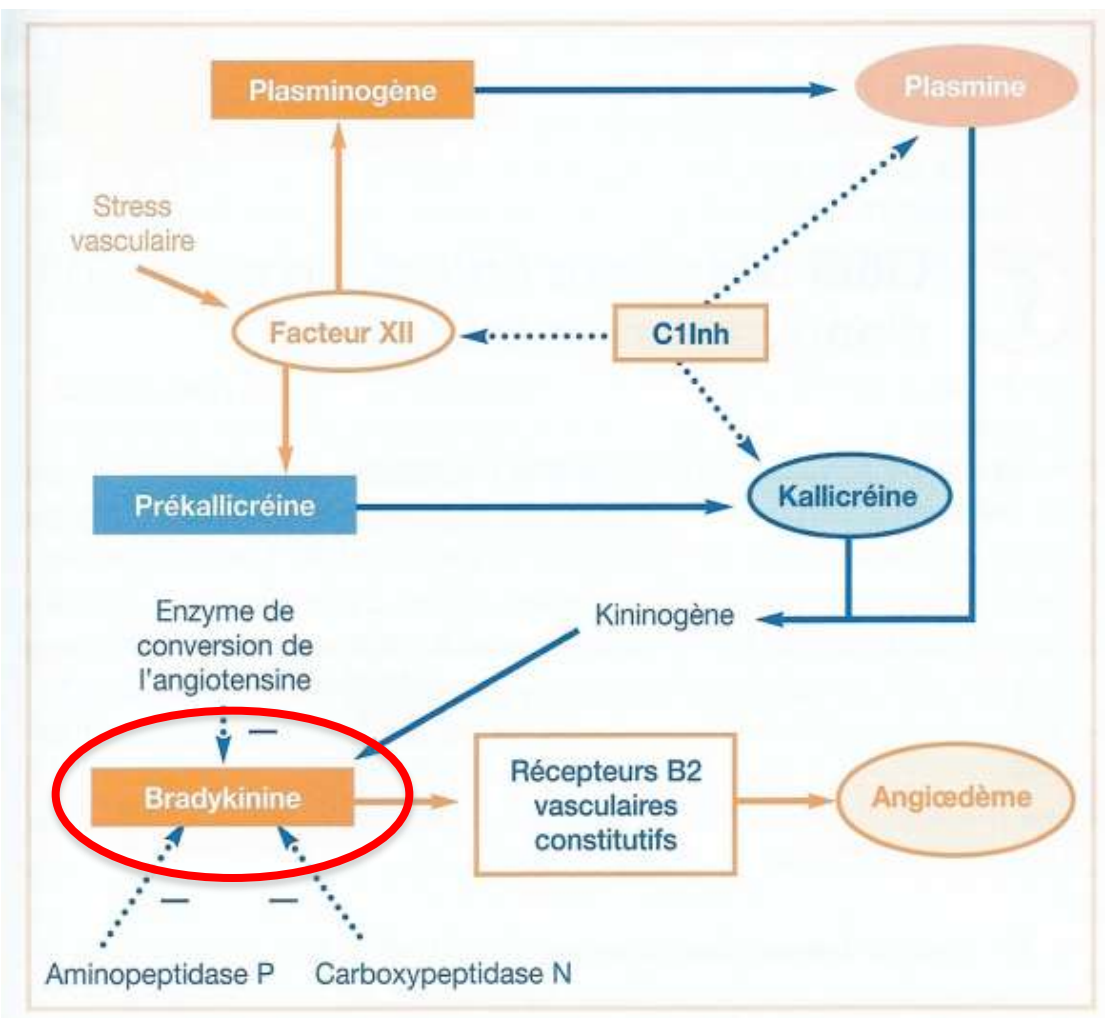 Plasminogène
Plasmine
Stress
vasculaire
Facteur XII
C1Inh
Prékallicréine
Kallicréine
Enzyme de
conversion de
l'angiotensine
Kininogène
–
Bradykinine
Récepteurs B2
vasculaires
constitutifs
Angiœdème
– –
Aminopeptidase P
Carboxypeptidase N